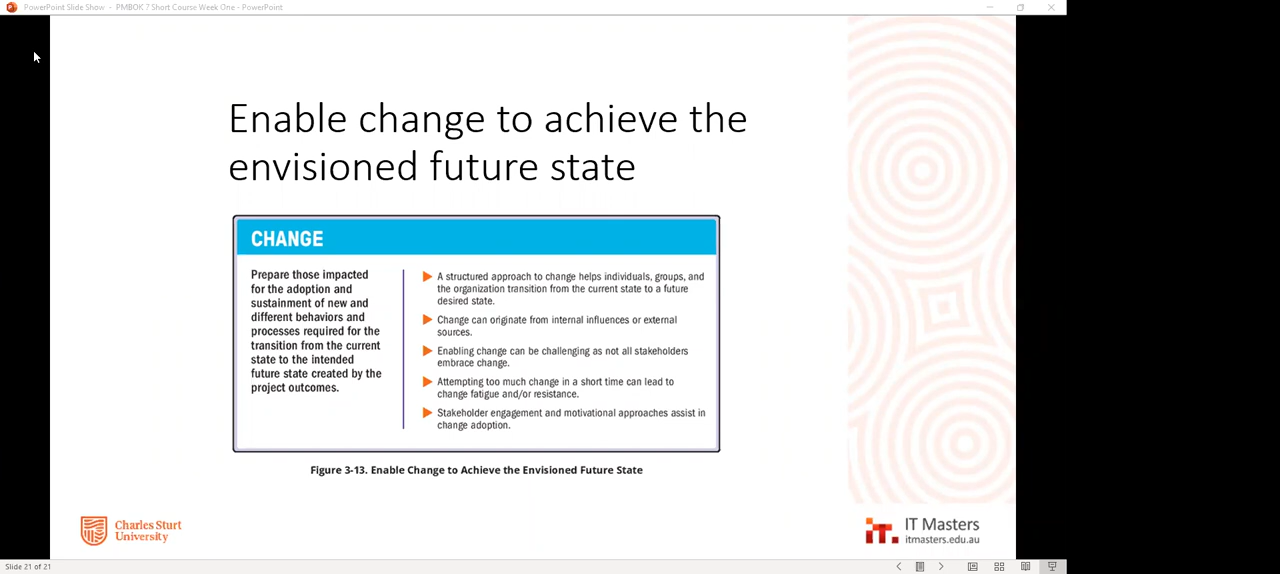 PowerPoint Slide Show - PMBOK 7 Short Course Week One - PowerPoint
Enable change to achieve the
envisioned future state
CHANGE
Prepare those impacted
for the adoption and
sustainment of new and
different behaviors and
processes required for the
transition from the current
state to the intended
future state created by the
project outcomes.
A structured approach to change helps individuals, groups, and
the organization transition from the current state to a future
desired state.
Change can originate from internal influences or external
sources.
Enabling change can be challenging as not all stakeholders
embrace change.
Attempting too much change in a short time can lead to
change fatigue and/or resistance.
Stakeholder engagement and motivational approaches assist in
change adoption.
Figure 3-13. Enable Change to Achieve the Envisioned Future State
Charles Sturt
University
it.
IT Masters
itmasters.edu.au
Slide 21 of 21